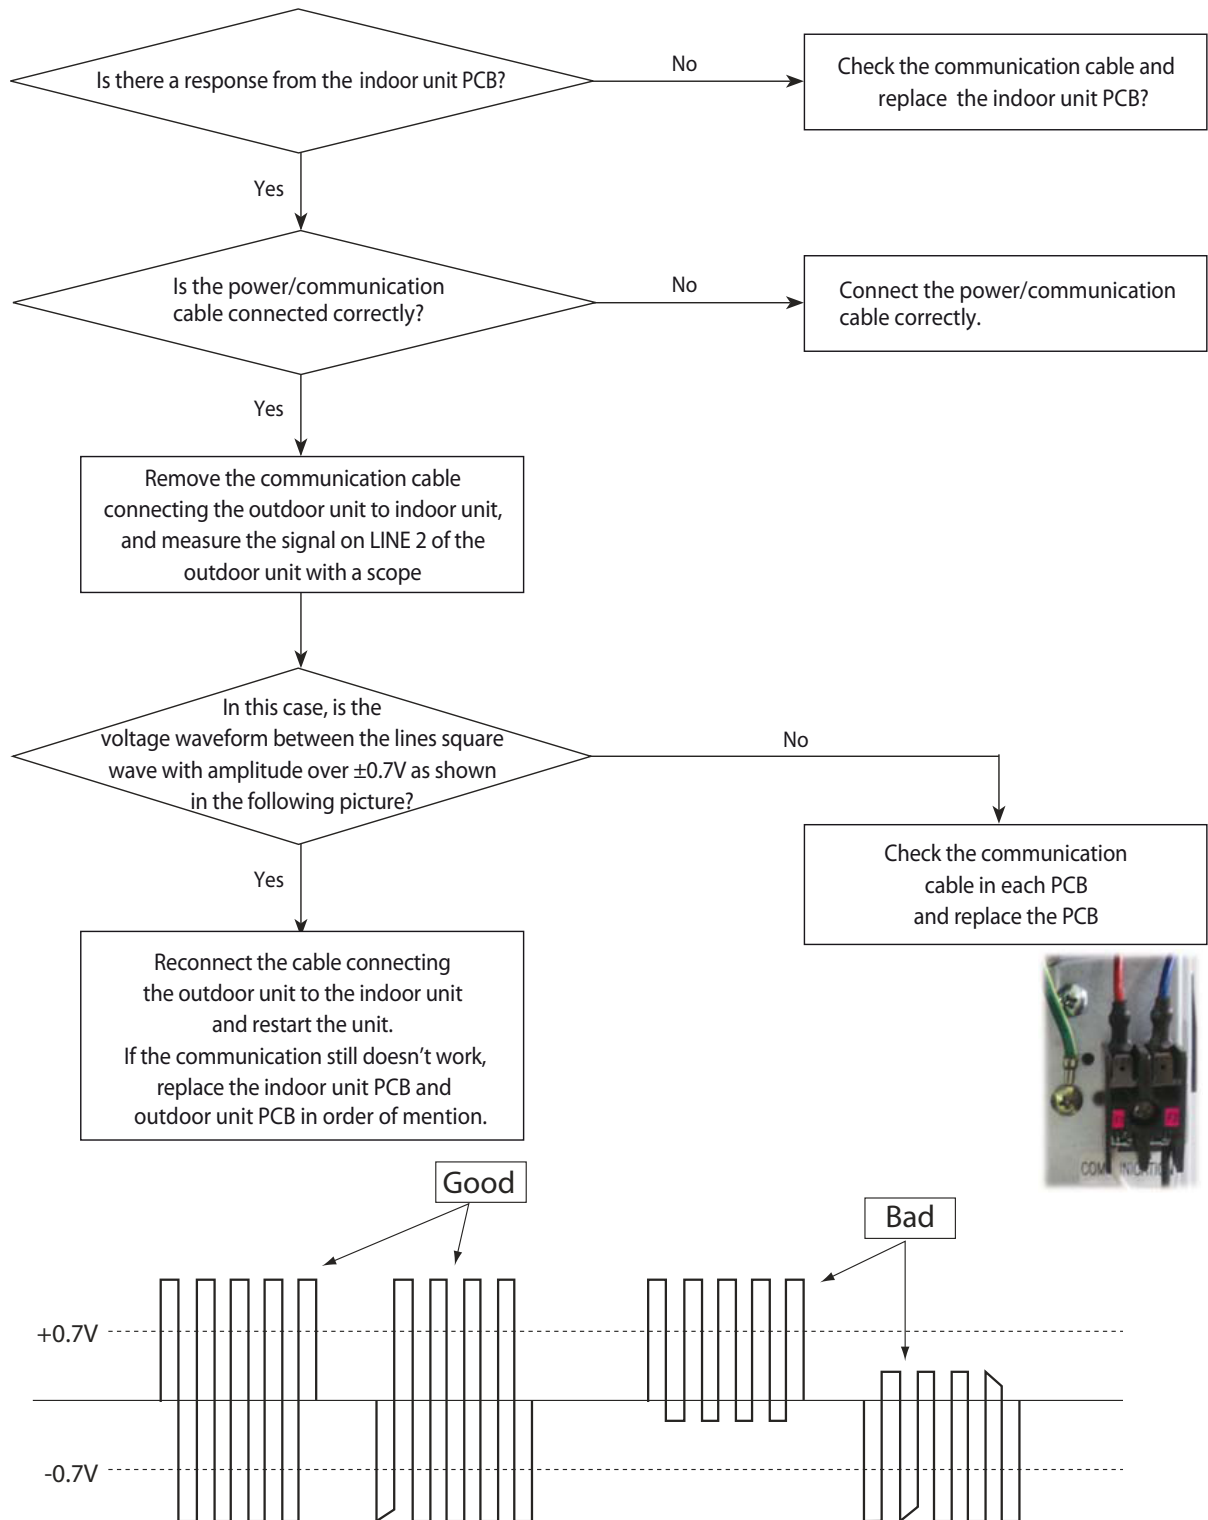 Is there a response from the indoor unit PCB?
No
Check the communication cable and
replace the indoor unit PCB?
Yes
Is the power/communication
cable connected correctly?
No
Connect the power/communication
cable correctly.
Yes
Remove the communication cable
connecting the outdoor unit to indoor unit,
and measure the signal on LINE 2 of the
outdoor unit with a scope
In this case, is the
voltage waveform between the lines square
wave with amplitude over ±0.7V as shown
in the following picture?
No
Check the communication
cable in each PCB
and replace the PCB
Yes
Reconnect the cable connecting
the outdoor unit to the indoor unit
and restart the unit.
If the communication still doesn't work,
replace the indoor unit PCB and
outdoor unit PCB in order of mention.
Good
Bad
+0.7V
-0.7V